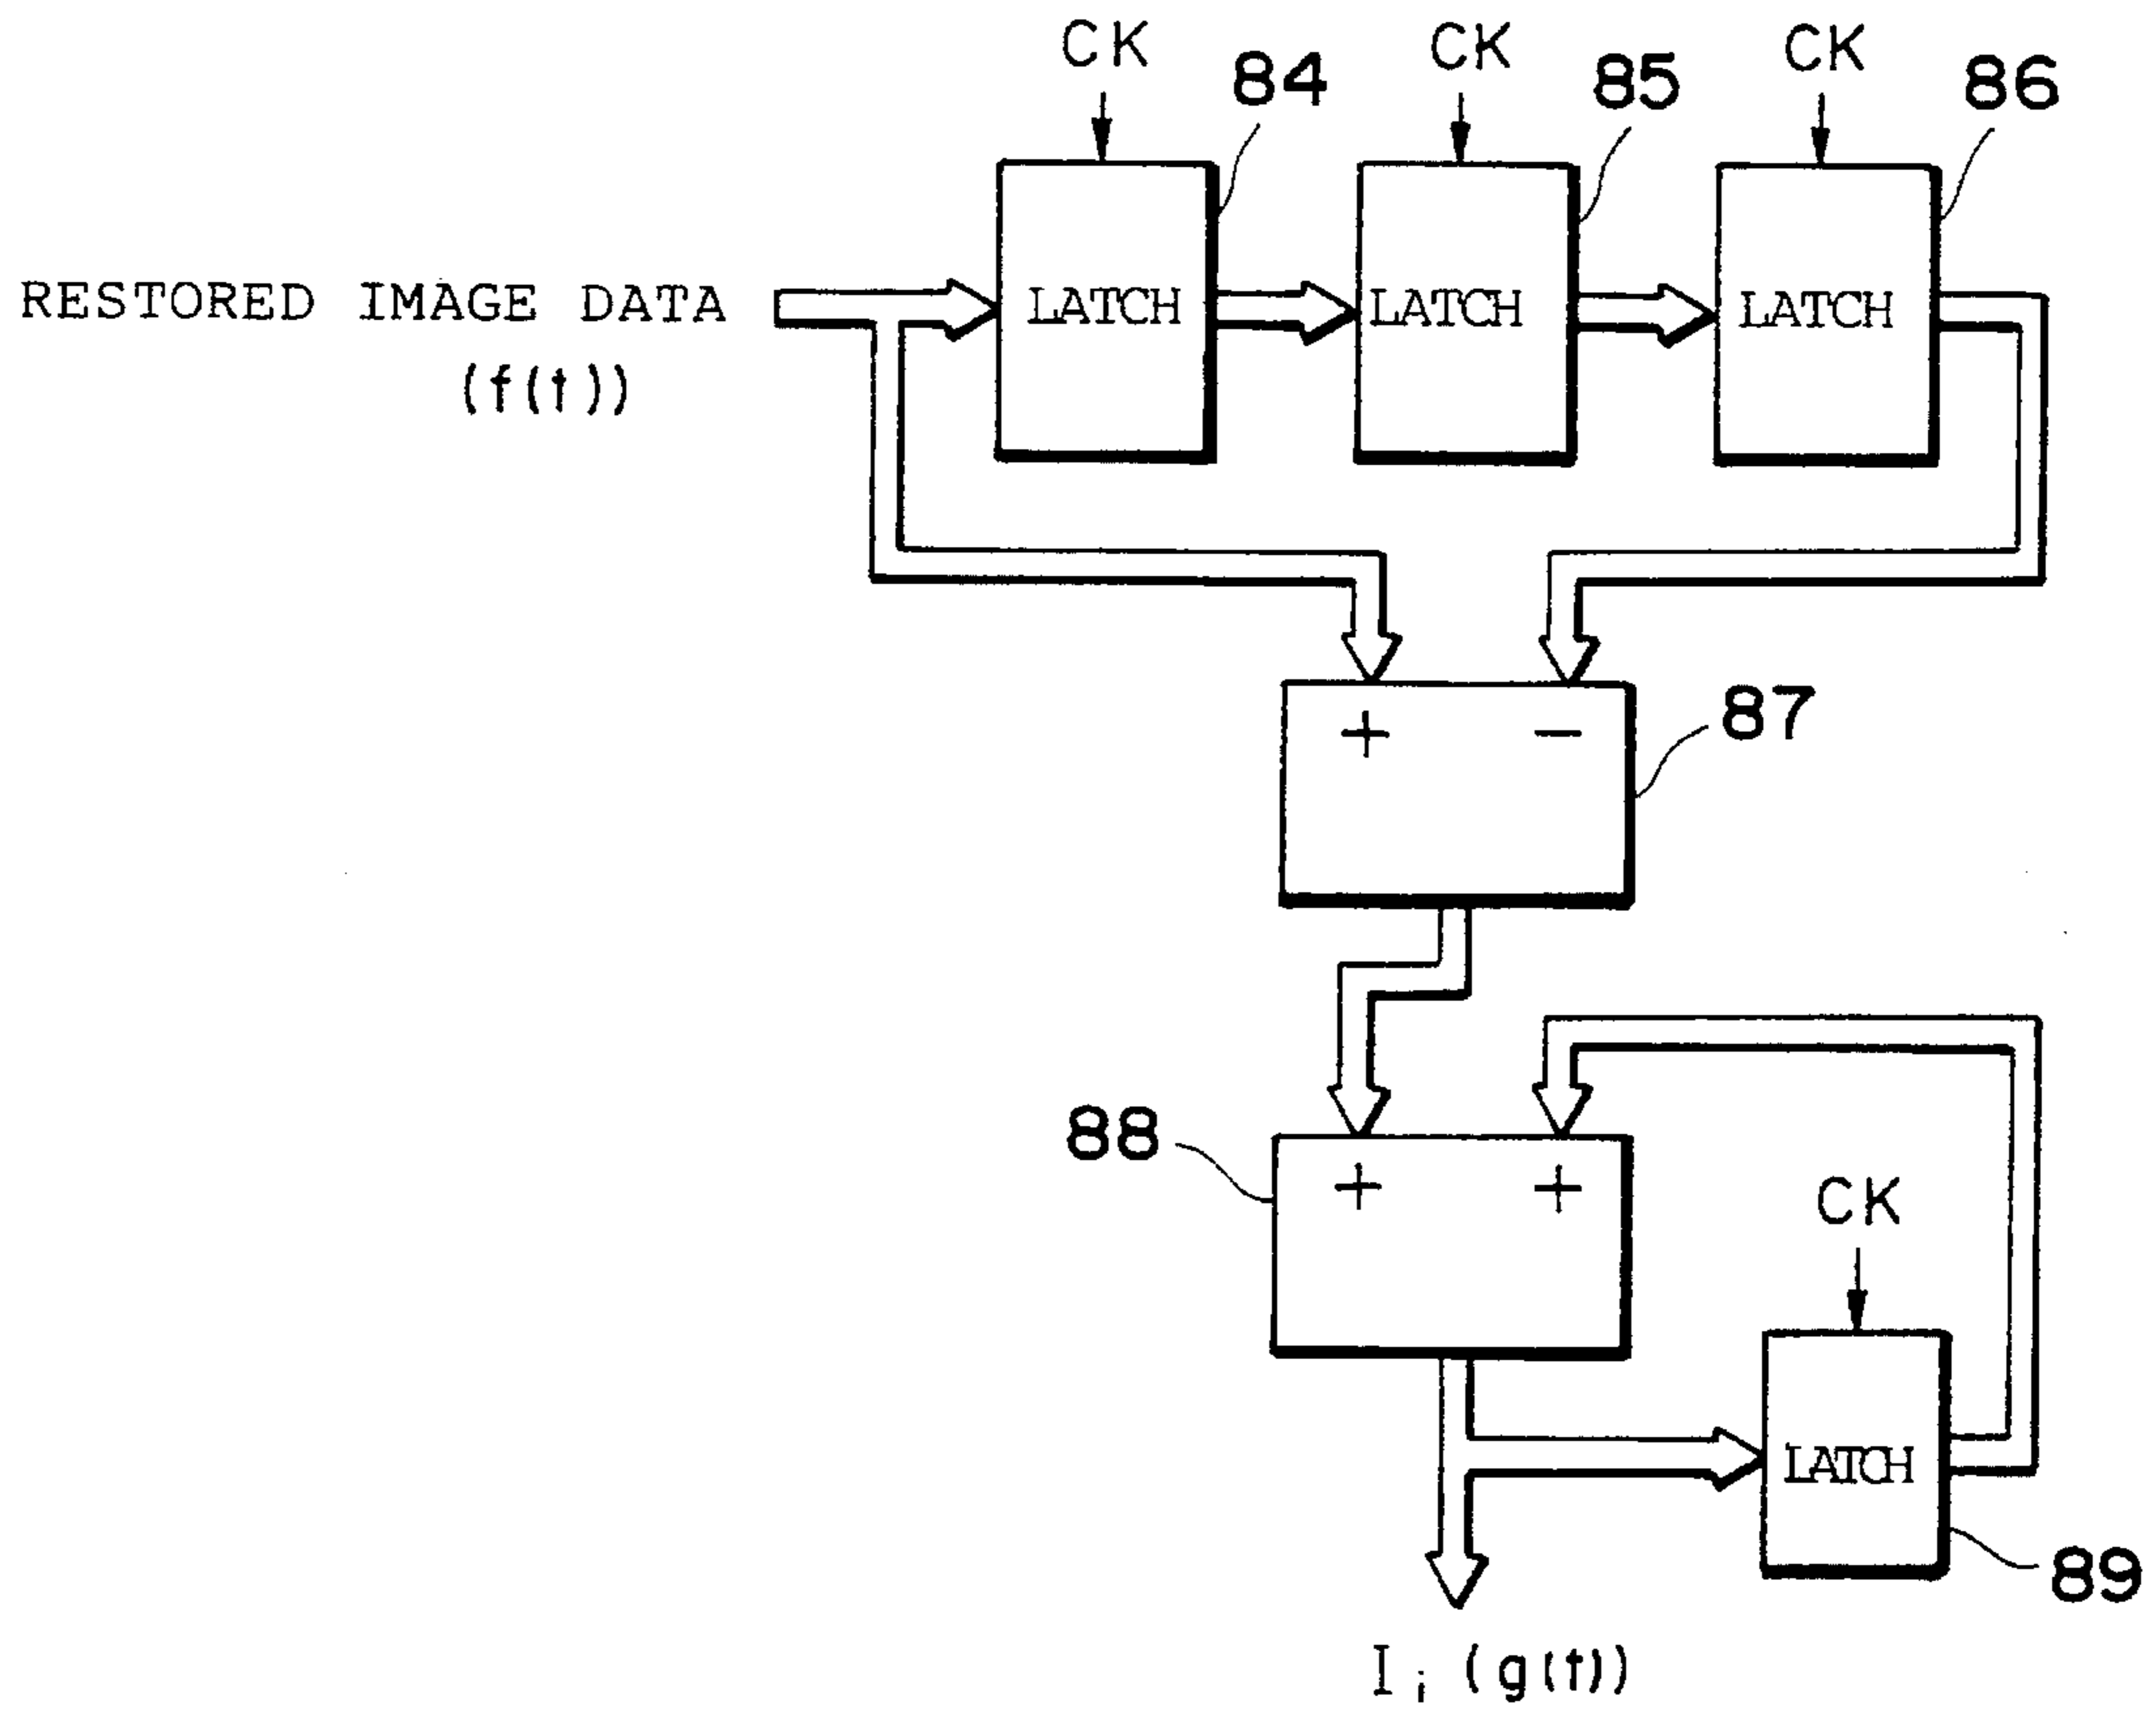 CK
84
CK
85
CK
86
RESTORED IMAGE DATA
(f(t))
LATCH
LATCH
LATCH
+
−
87
88
+
+
CK
LATCH
89
I i (g(t))